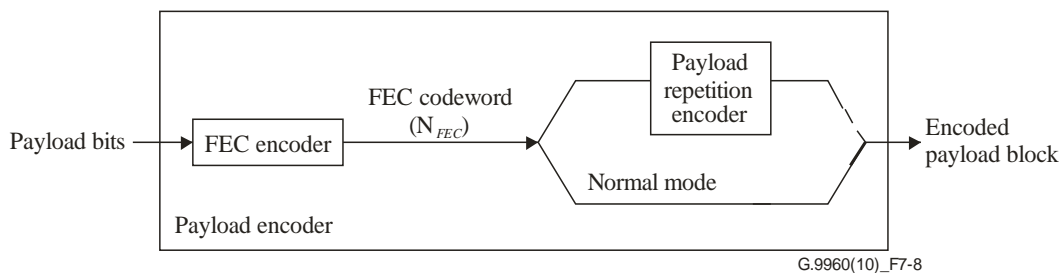 Payload bits
FEC encoder
FEC codeword
(N_FEC)
Payload
repetition
encoder
Normal mode
Encoded
payload block
Payload encoder
G.9960(10)_F7-8